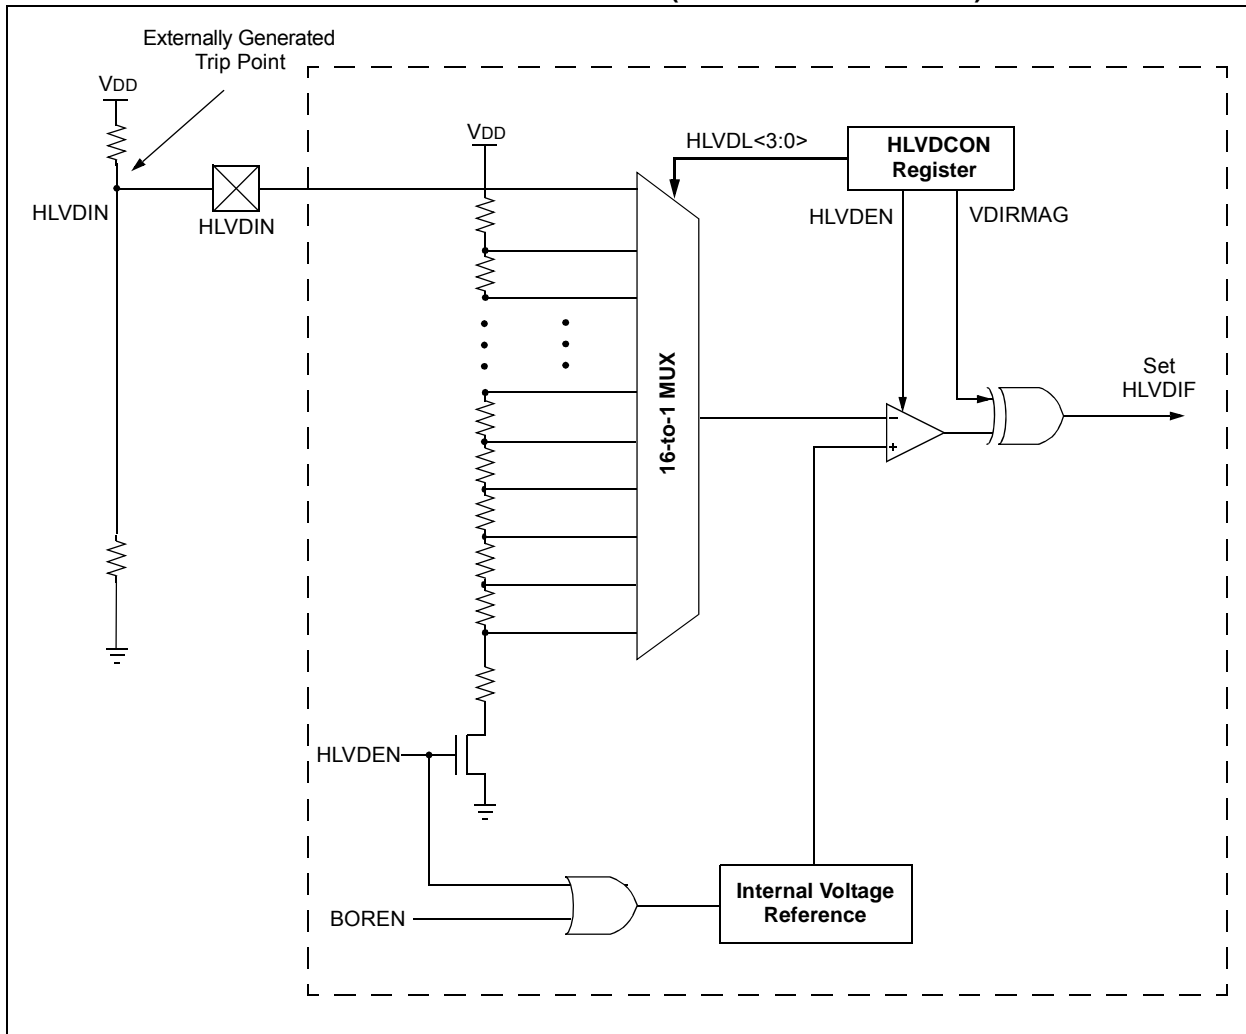 Externally Generated
Trip Point
VDD
VDD
HLVDL<3:0>
HLVDCON
Register
HLVDIN
HLVDIN
HLVDEN
VDIRMAG
16-to-1 MUX
Set
HLVDIF
–
+
HLVDEN
BOREN
Internal Voltage
Reference